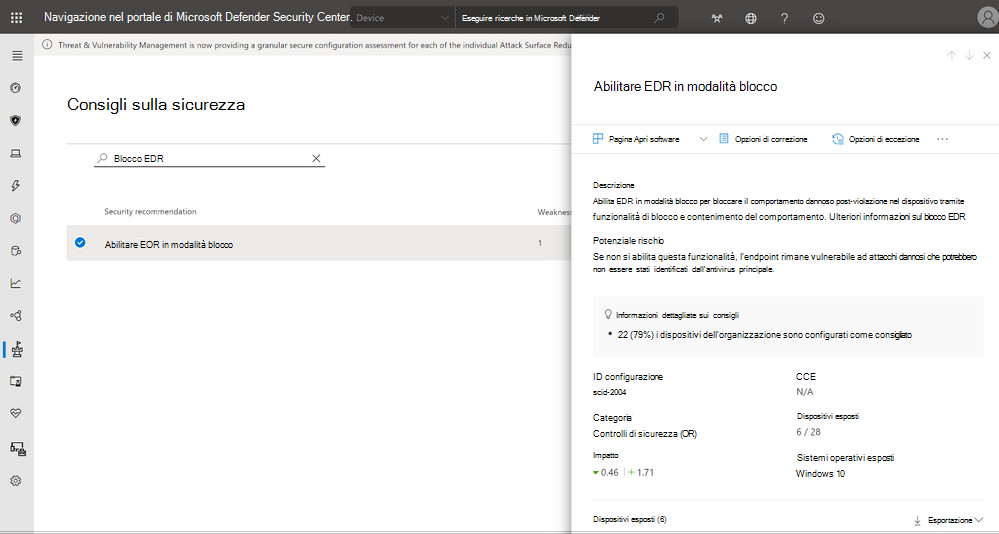 Navigazione nel portale di Microsoft Defender Security Center.
Device
Eseguire ricerche in Microsoft Defender
Threat & Vulnerability Management is now providing a granular secure configuration assessment for each of the individual Attack Surface Redu
Consigli sulla sicurezza
Blocco EDR
Security recommendation
Weakness
Abilitare EOR in modalità blocco
1
Abilitare EDR in modalità blocco
Pagina Apri software
Opzioni di correzione
Opzioni di eccezione
Descrizione
Abilita EDR in modalità blocco per bloccare il comportamento dannoso post-violazione nel dispositivo tramite
funzionalità di blocco e contenimento del comportamento. Ulteriori informazioni sul blocco EDR
Potenziale rischio
Se non si abilita questa funzionalità, l'endpoint rimane vulnerabile ad attacchi dannosi che potrebbero
non essere stati identificati dall'antivirus principale.
Informazioni dettagliate sui consigli
• 22 (79%) i dispositivi dell'organizzazione sono configurati come consigliato
ID configurazione
scid-2004
CCE
N/A
Categoria
Controlli di sicurezza (OR)
Dispositivi esposti
6 / 28
Impatto
0.46 | + 1.71
Sistemi operativi esposti
Windows 10
Dispositivi esposti (6)
Esportazione